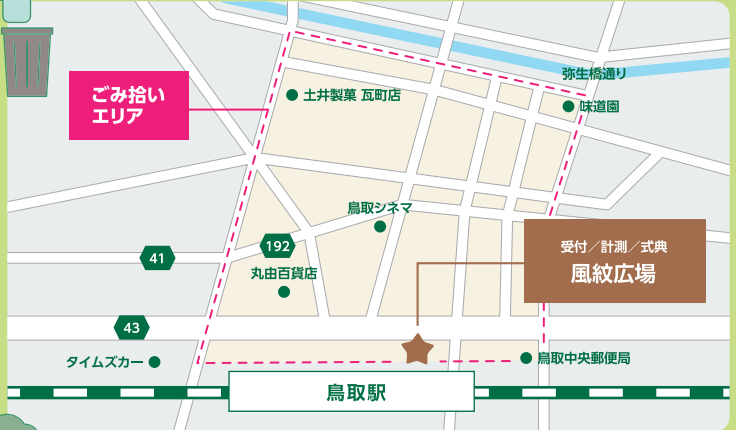 弥生橋通り
ごみ拾い
エリア
土井製菓 瓦町店
味道園
鳥取シネマ
192
受付／計測／式典
風紋広場
41
丸由百貨店
43
タイムズカー
鳥取中央郵便局
鳥取駅